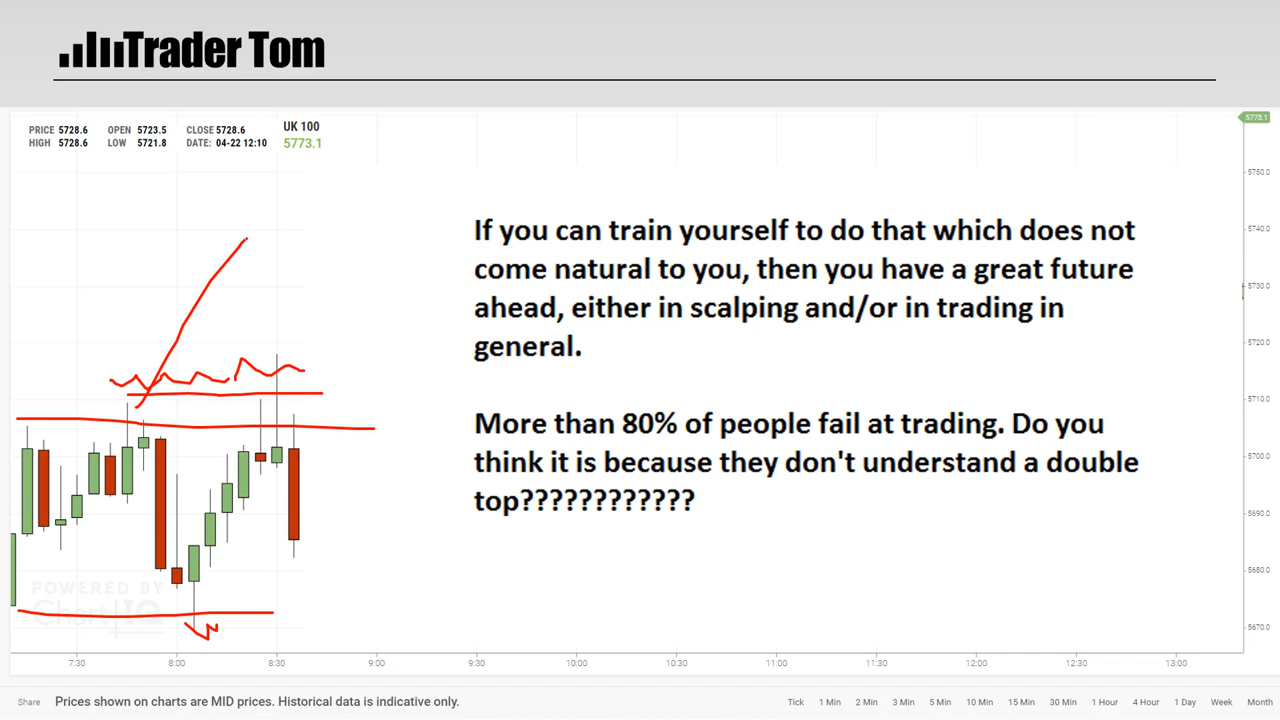 Trader Tom
PRICE 5728.6 OPEN 5723.5 CLOSE 5728.6 UK 100
HIGH 5728.6 LOW 5721.8 DATE: 04-22 12:10 5773.1
5773.1
5750.0
5740.0
If you can train yourself to do that which does not
come natural to you, then you have a great future
5730.0
ahead, either in scalping and/or in trading in
general.
5720.0
5710.0
More than 80% of people fail at trading. Do you
think it is because they don't understand a double
5700.0
top????????????
5690.0
5680.0
POWERED BY
ChartIQ
5670.0
7:30 8:00 8:30 9:00 9:30 10:00 10:30 11:00 11:30 12:00 12:30 13:00
Share Prices shown on charts are MID prices. Historical data is indicative only. Tick 1 Min 2 Min 3 Min 5 Min 10 Min 15 Min 30 Min 1 Hour 4 Hour 1 Day Week Month